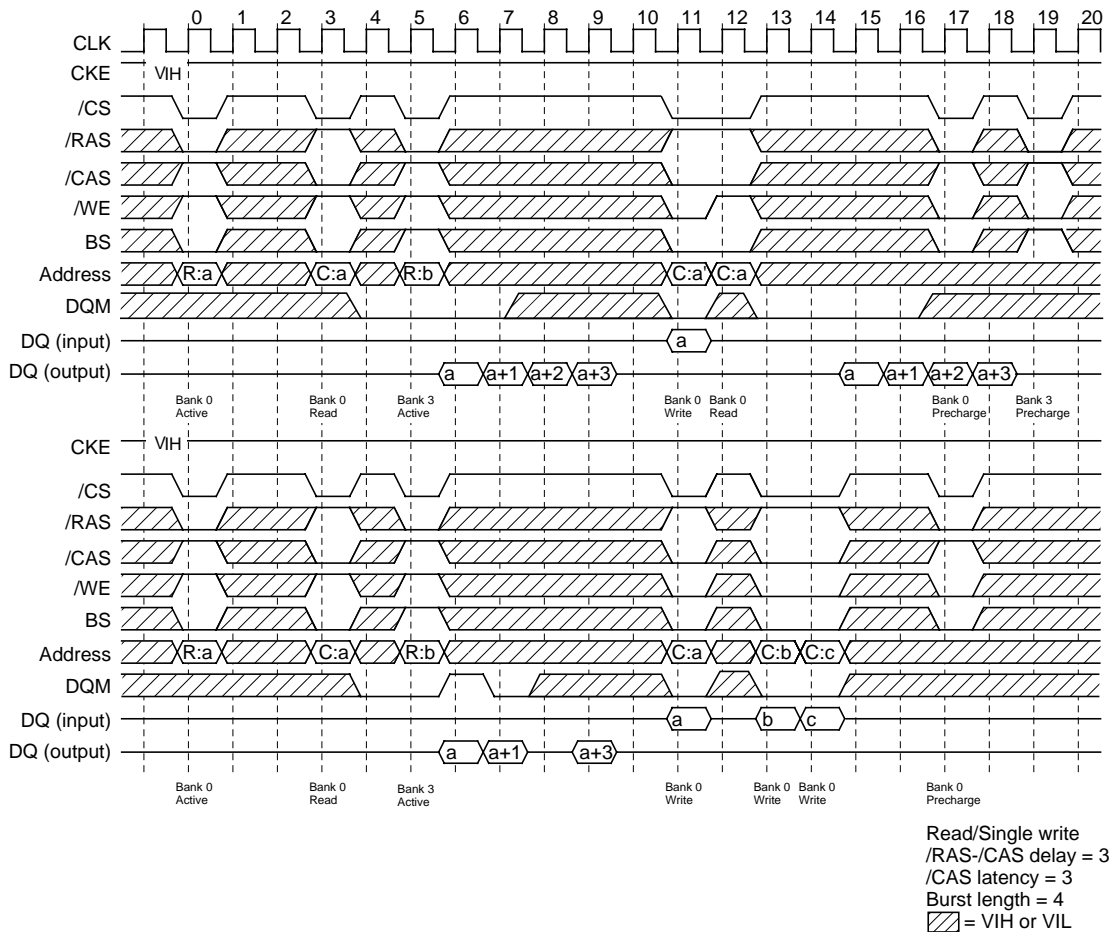 0 1 2 3 4 5 6 7 8 9 10 11 12 13 14 15 16 17 18 19 20
CLK
CKE VIH
/CS
/RAS
/CAS
/WE
BS
Address R:a C:a R:b C:a' C:a
DQM
DQ (input) a
DQ (output) a a+1 a+2 a+3 a a+1 a+2 a+3
Bank 0 Bank 0 Bank 3 Bank 0 Bank 0 Bank 0 Bank 3
Active Read Active Write Read Precharge Precharge
CKE VIH
/CS
/RAS
/CAS
/WE
BS
Address R:a C:a R:b C:a C:b C:c
DQM
DQ (input) a b c
DQ (output) a a+1 a+3
Bank 0 Bank 0 Bank 3 Bank 0 Bank 0 Bank 0 Bank 0
Active Read Active Write Write Write Precharge
Read/Single write
/RAS-/CAS delay = 3
/CAS latency = 3
Burst length = 4
= VIH or VIL